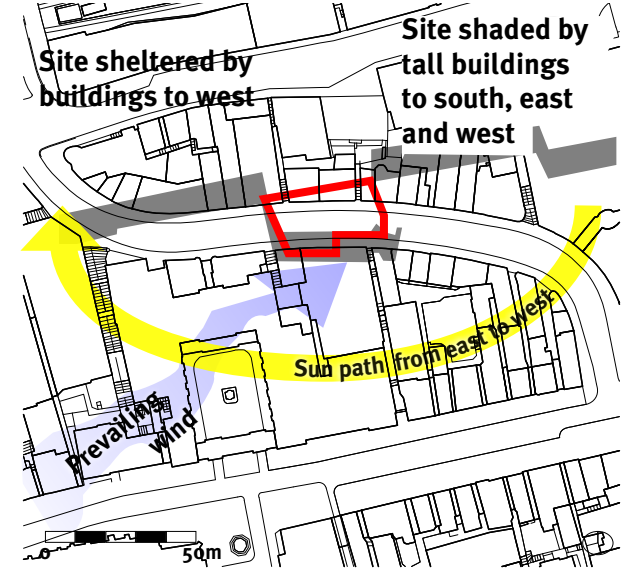 Site sheltered by
buildings to west
Site shaded by
tall buildings
to south, east
and west
Sun path from east to west
Prevailing
wind
0
50m